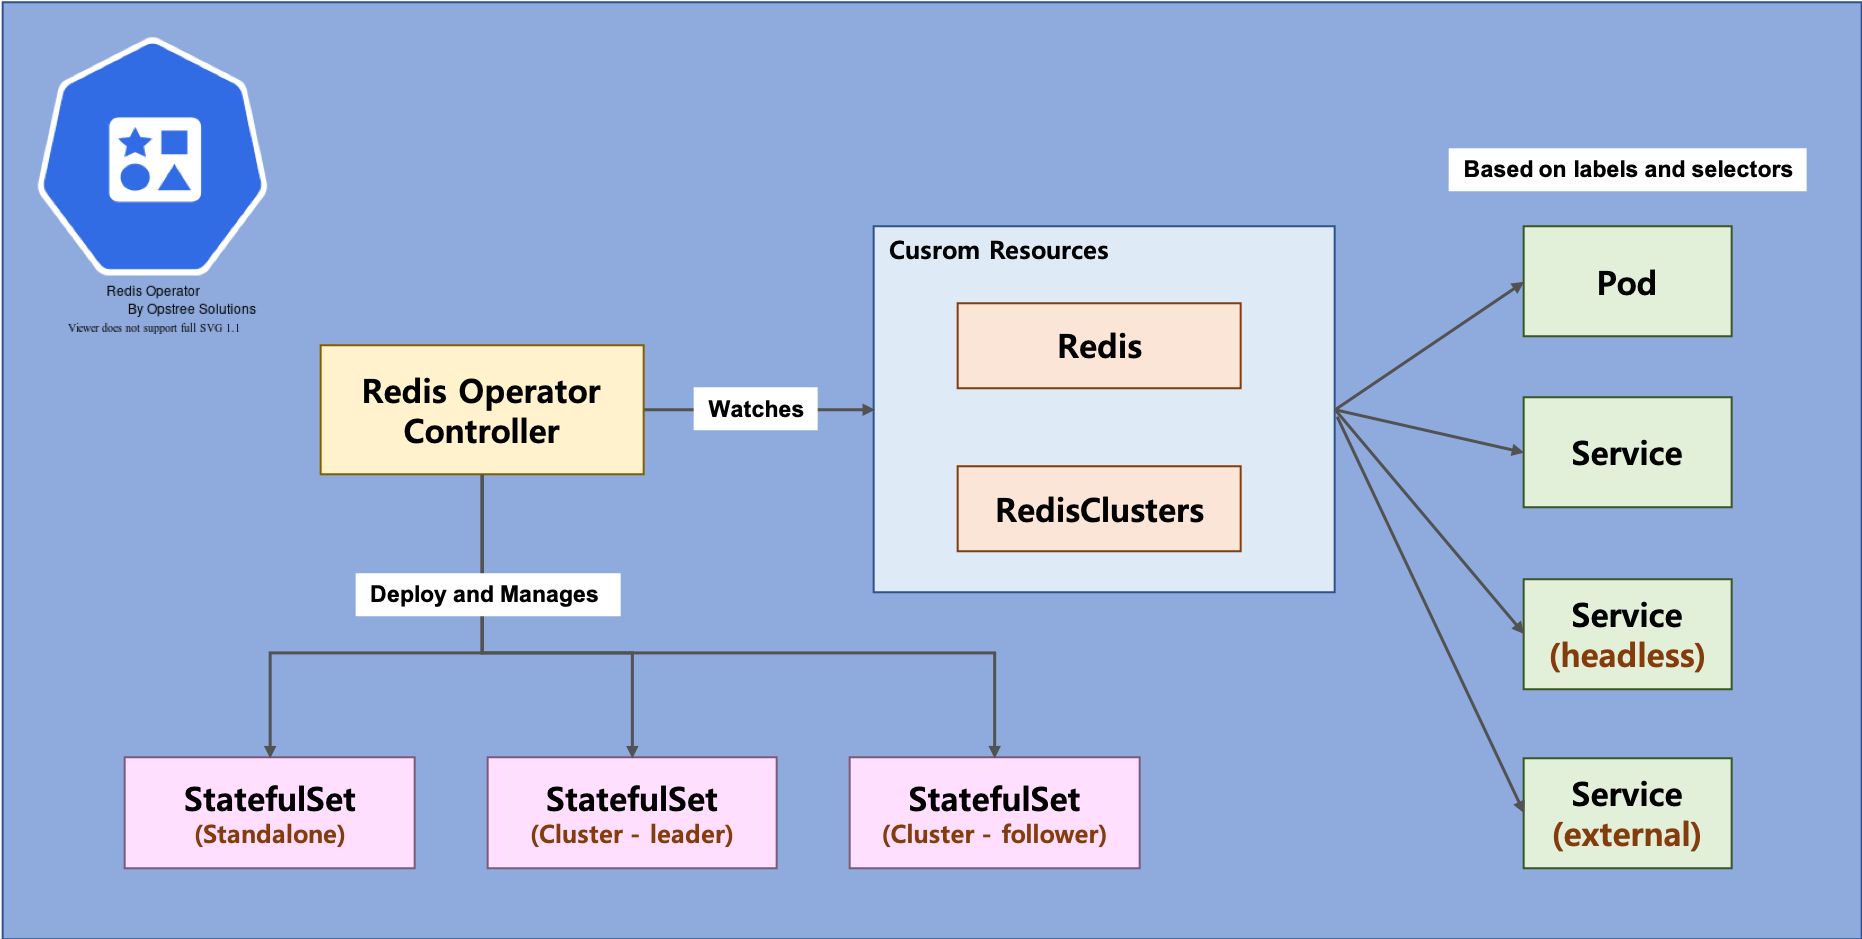 Redis Operator
By Opstree Solutions
Viewer does not support full SVG 1.1
Based on labels and selectors
Cusrom Resources
Redis
RedisClusters
Redis Operator
Controller
Watches
Deploy and Manages
StatefulSet
(Standalone)
StatefulSet
(Cluster - leader)
StatefulSet
(Cluster - follower)
Pod
Service
Service
(headless)
Service
(external)